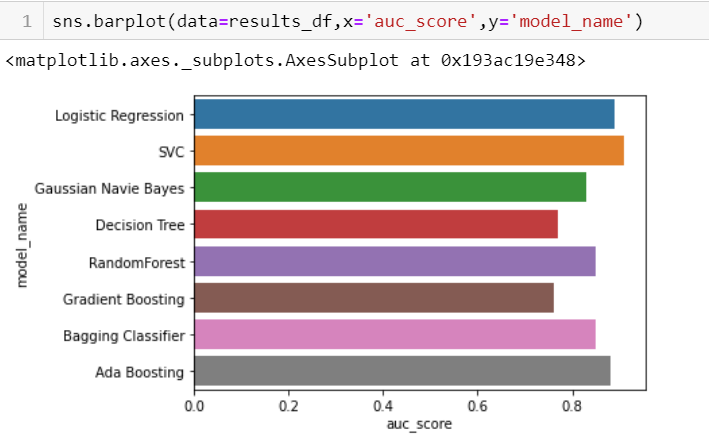 1 sns.barplot(data=results_df,x='auc_score',y='model_name')
<matplotlib.axes._subplots.AxesSubplot at 0x193ac19e348>
model_name
Logistic Regression
SVC
Gaussian Navie Bayes
Decision Tree
RandomForest
Gradient Boosting
Bagging Classifier
Ada Boosting
0.0 0.2 0.4 0.6 0.8
auc_score